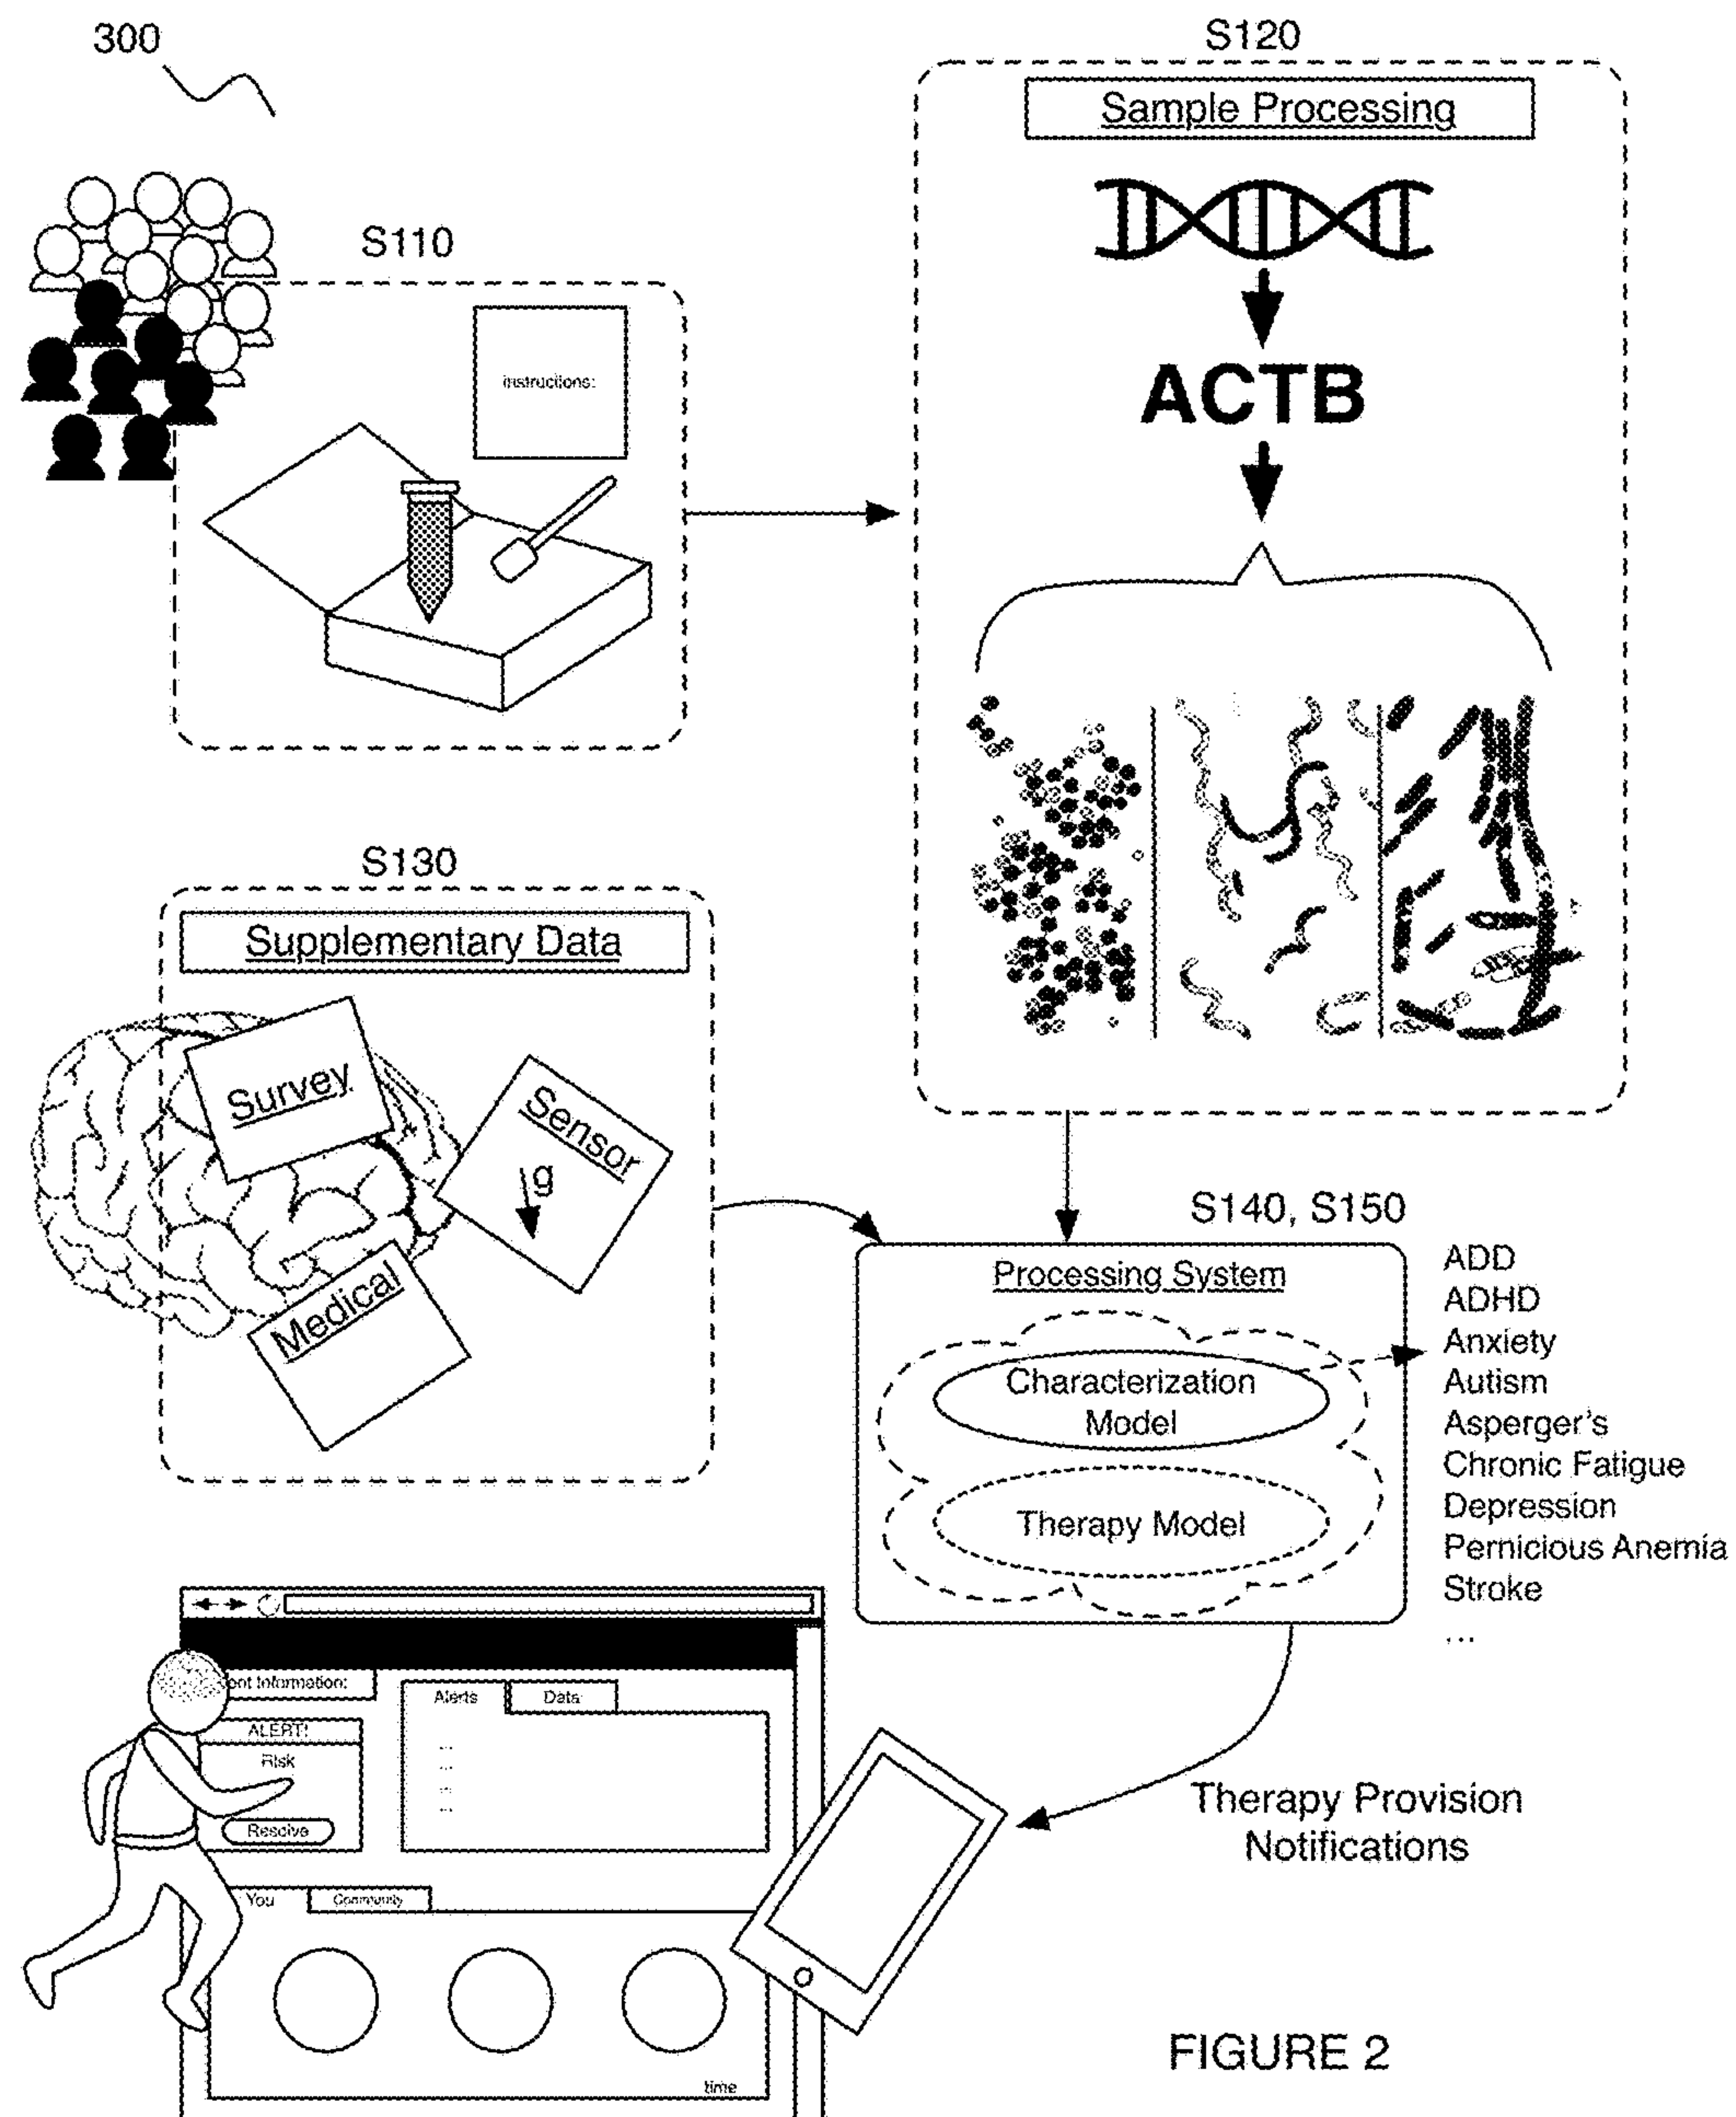 300
S110
instructions:
S120
Sample Processing
ACTB
S130
Supplementary Data
Survey
Sensor
g
Medical
S140, S150
Processing System
Characterization
Model
Therapy Model
ADD
ADHD
Anxiety
Autism
Asperger's
Chronic Fatigue
Depression
Pernicious Anemia
Stroke
...
ent Information:
ALERT!
Risk
Resolve
Alerts
Data
...
...
...
...
You
Community
time
Therapy Provision
Notifications
FIGURE 2